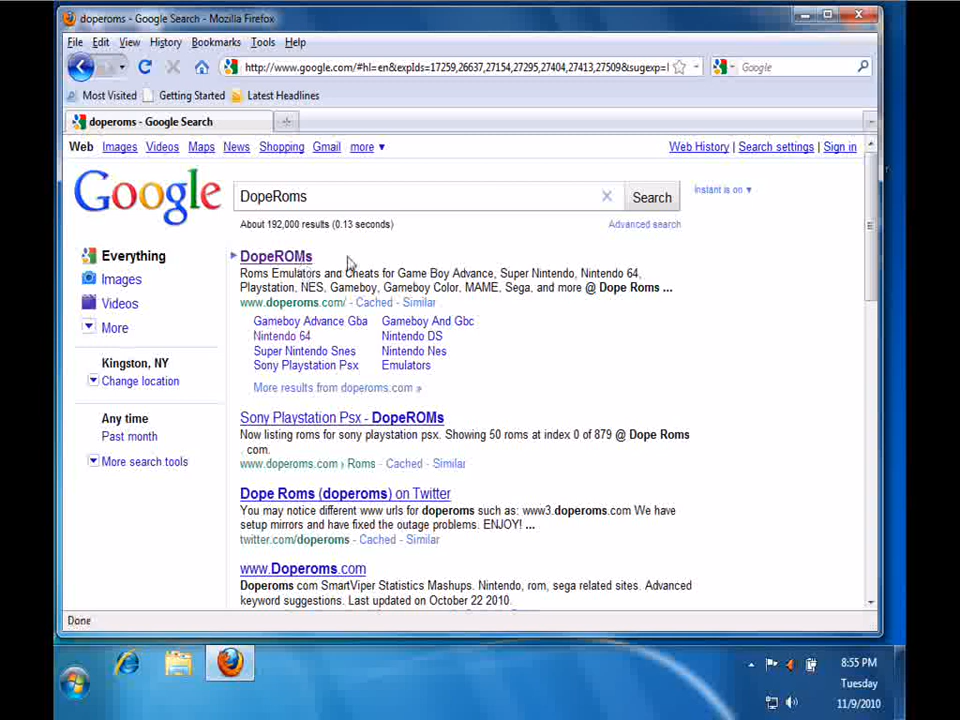 doperoms - Google Search - Mozilla Firefox
File Edit View History Bookmarks Tools Help
http://www.google.com/#hl=en&expIds=17259,26637,27154,27295,27404,27413,27509&sugexp=l
Google
Most Visited Getting Started Latest Headlines
doperoms - Google Search
Web Images Videos Maps News Shopping Gmail more ▼ Web History | Search settings | Sign in
Google DopeRoms Search Instant is on ▼
About 192,000 results (0.13 seconds) Advanced search
Everything
Images
Videos
More
Kingston, NY
Change location
Any time
Past month
More search tools
DopeROMs
Roms Emulators and Cheats for Game Boy Advance, Super Nintendo, Nintendo 64,
Playstation, NES, Gameboy, Gameboy Color, MAME, Sega, and more @ Dope Roms ...
www.doperoms.com/ - Cached - Similar
Gameboy Advance Gba Gameboy And Gbc
Nintendo 64 Nintendo DS
Super Nintendo Snes Nintendo Nes
Sony Playstation Psx Emulators
More results from doperoms.com »
Sony Playstation Psx - DopeROMs
Now listing roms for sony playstation psx. Showing 50 roms at index 0 of 879 @ Dope Roms
. com.
www.doperoms.com › Roms - Cached - Similar
Dope Roms (doperoms) on Twitter
You may notice different www urls for doperoms such as: www3.doperoms.com We have
setup mirrors and have fixed the outage problems. ENJOY! ...
twitter.com/doperoms - Cached - Similar
www.Doperoms.com
Doperoms com SmartViper Statistics Mashups. Nintendo, rom, sega related sites. Advanced
keyword suggestions. Last updated on October 22 2010.
Done
8:55 PM
Tuesday
11/9/2010